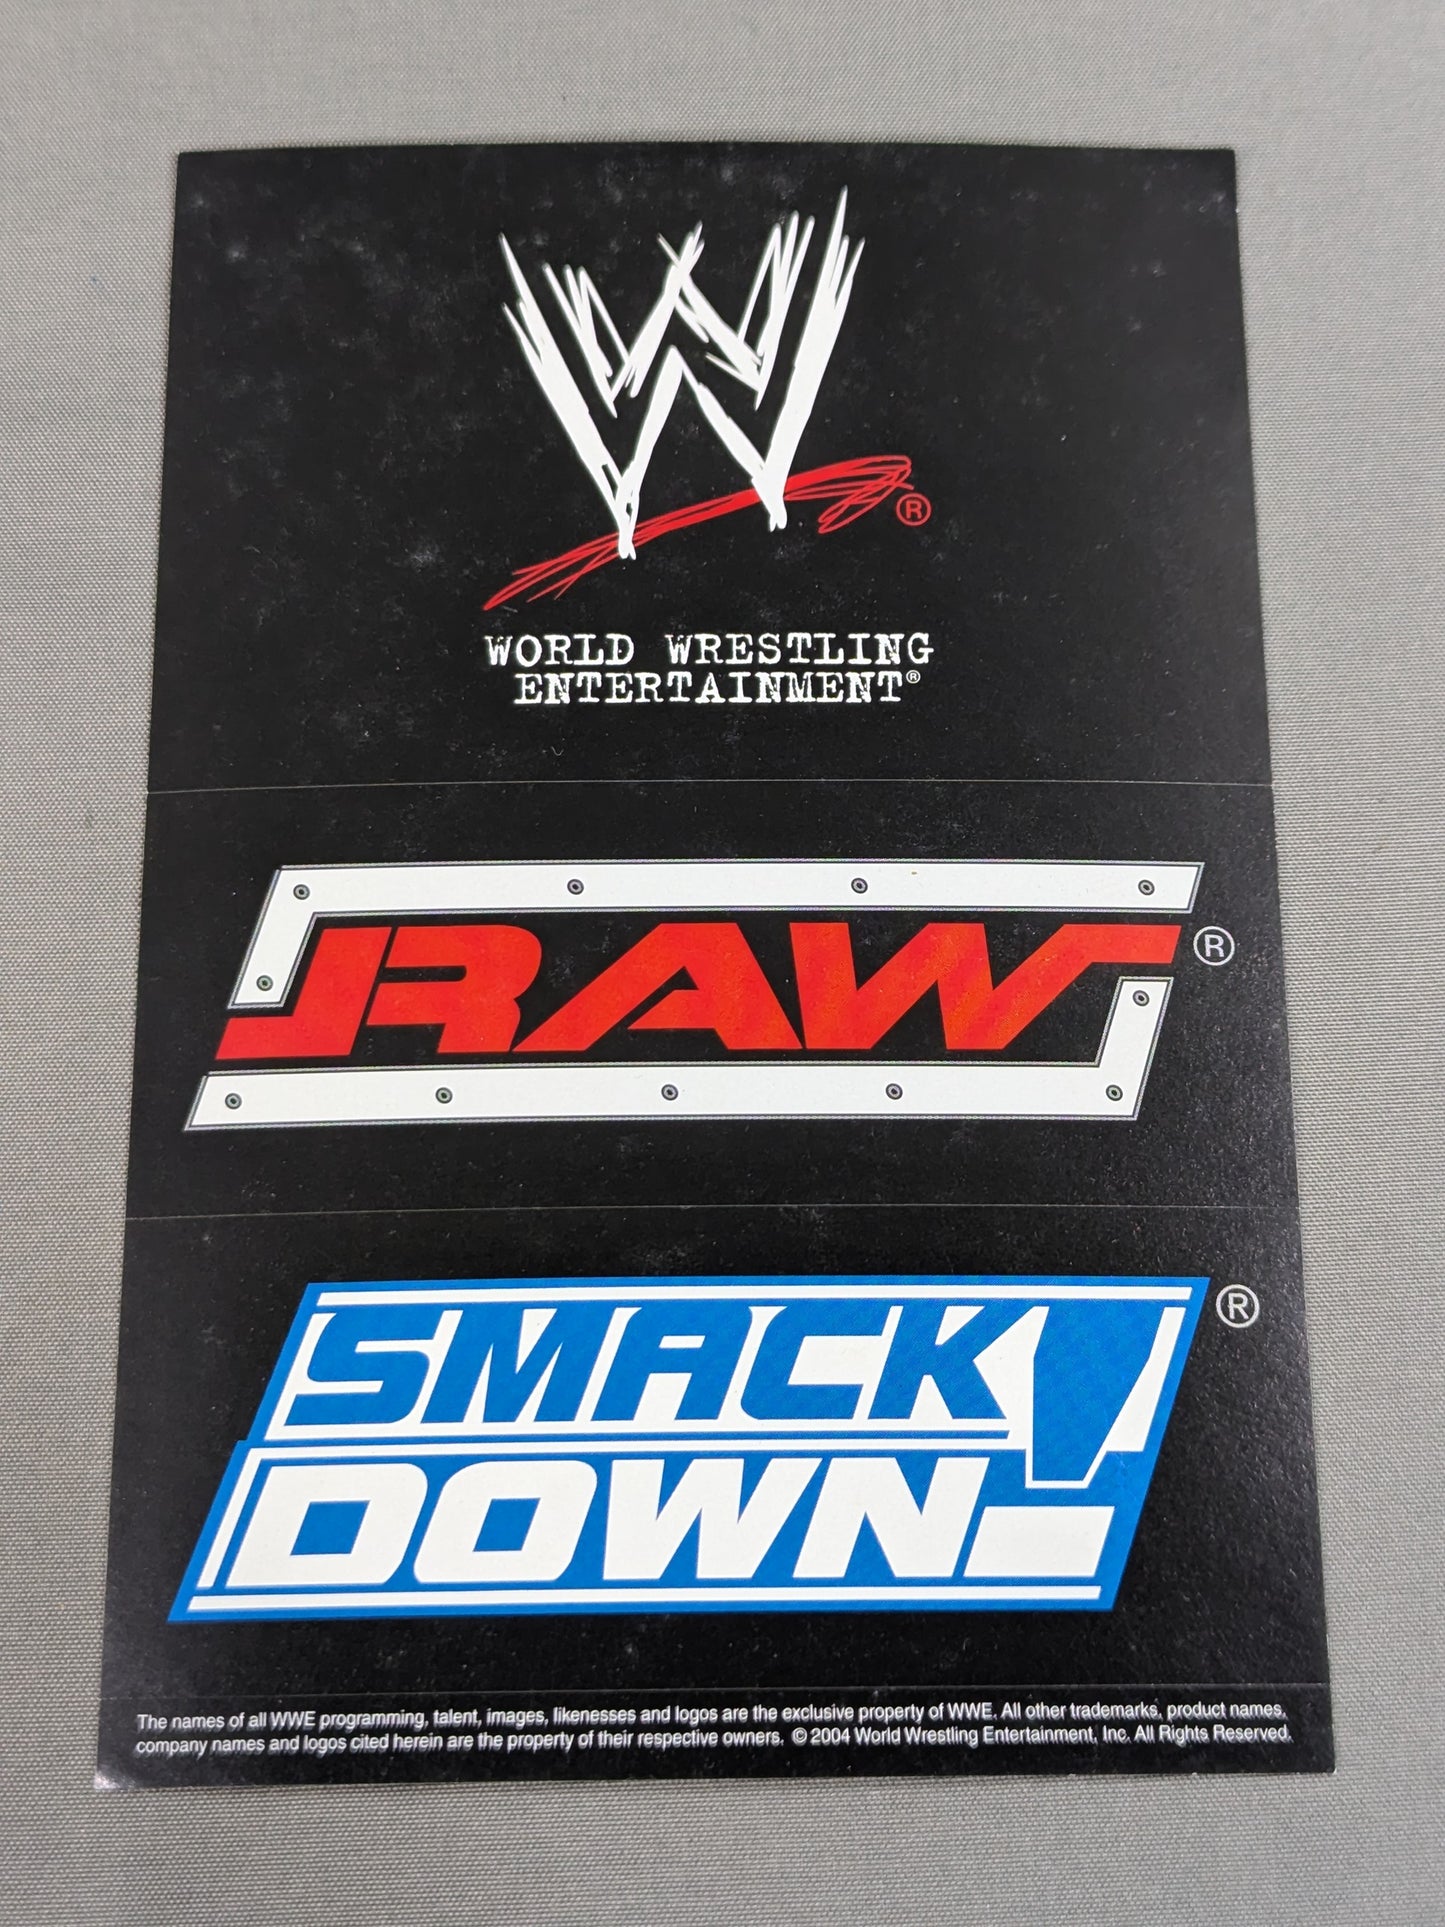 W
®
WORLD WRESTLING
ENTERTAINMENT®
RAW®
SMACK!®
DOWN
The names of all WWE programming, talent, images, likenesses and logos are the exclusive property of WWE. All other trademarks, product names,
company names and logos cited herein are the property of their respective owners. © 2004 World Wrestling Entertainment, Inc. All Rights Reserved.